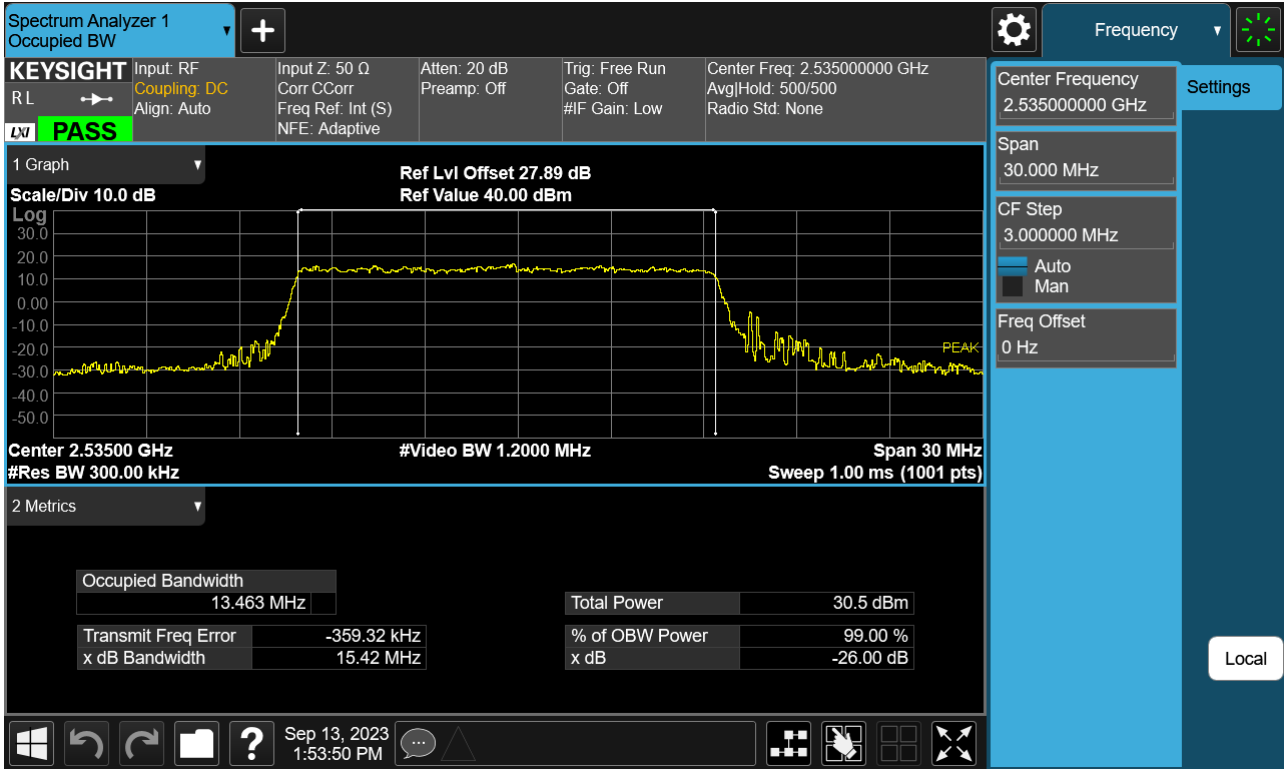 Spectrum Analyzer 1
Occupied BW
Frequency
KEYSIGHT
R L
LXI
PASS
Input: RF
Coupling: DC
Align: Auto
Input Z: 50 Ω
Corr CCorr
Freq Ref: Int (S)
NFE: Adaptive
Atten: 20 dB
Preamp: Off
Trig: Free Run
Gate: Off
#IF Gain: Low
Center Freq: 2.535000000 GHz
Avg|Hold: 500/500
Radio Std: None
Center Frequency
2.535000000 GHz
Settings
Span
30.000 MHz
CF Step
3.000000 MHz
Auto
Man
Freq Offset
0 Hz
Local
1 Graph
Ref Lvl Offset 27.89 dB
Scale/Div 10.0 dB
Ref Value 40.00 dBm
Log
30.0
20.0
10.0
0.00
-10.0
-20.0
-30.0
-40.0
-50.0
PEAK
Center 2.53500 GHz
#Video BW 1.2000 MHz
Span 30 MHz
#Res BW 300.00 kHz
Sweep 1.00 ms (1001 pts)
2 Metrics
Occupied Bandwidth
13.463 MHz
Total Power 30.5 dBm
Transmit Freq Error -359.32 kHz
% of OBW Power 99.00 %
x dB Bandwidth 15.42 MHz
x dB -26.00 dB
Sep 13, 2023
1:53:50 PM